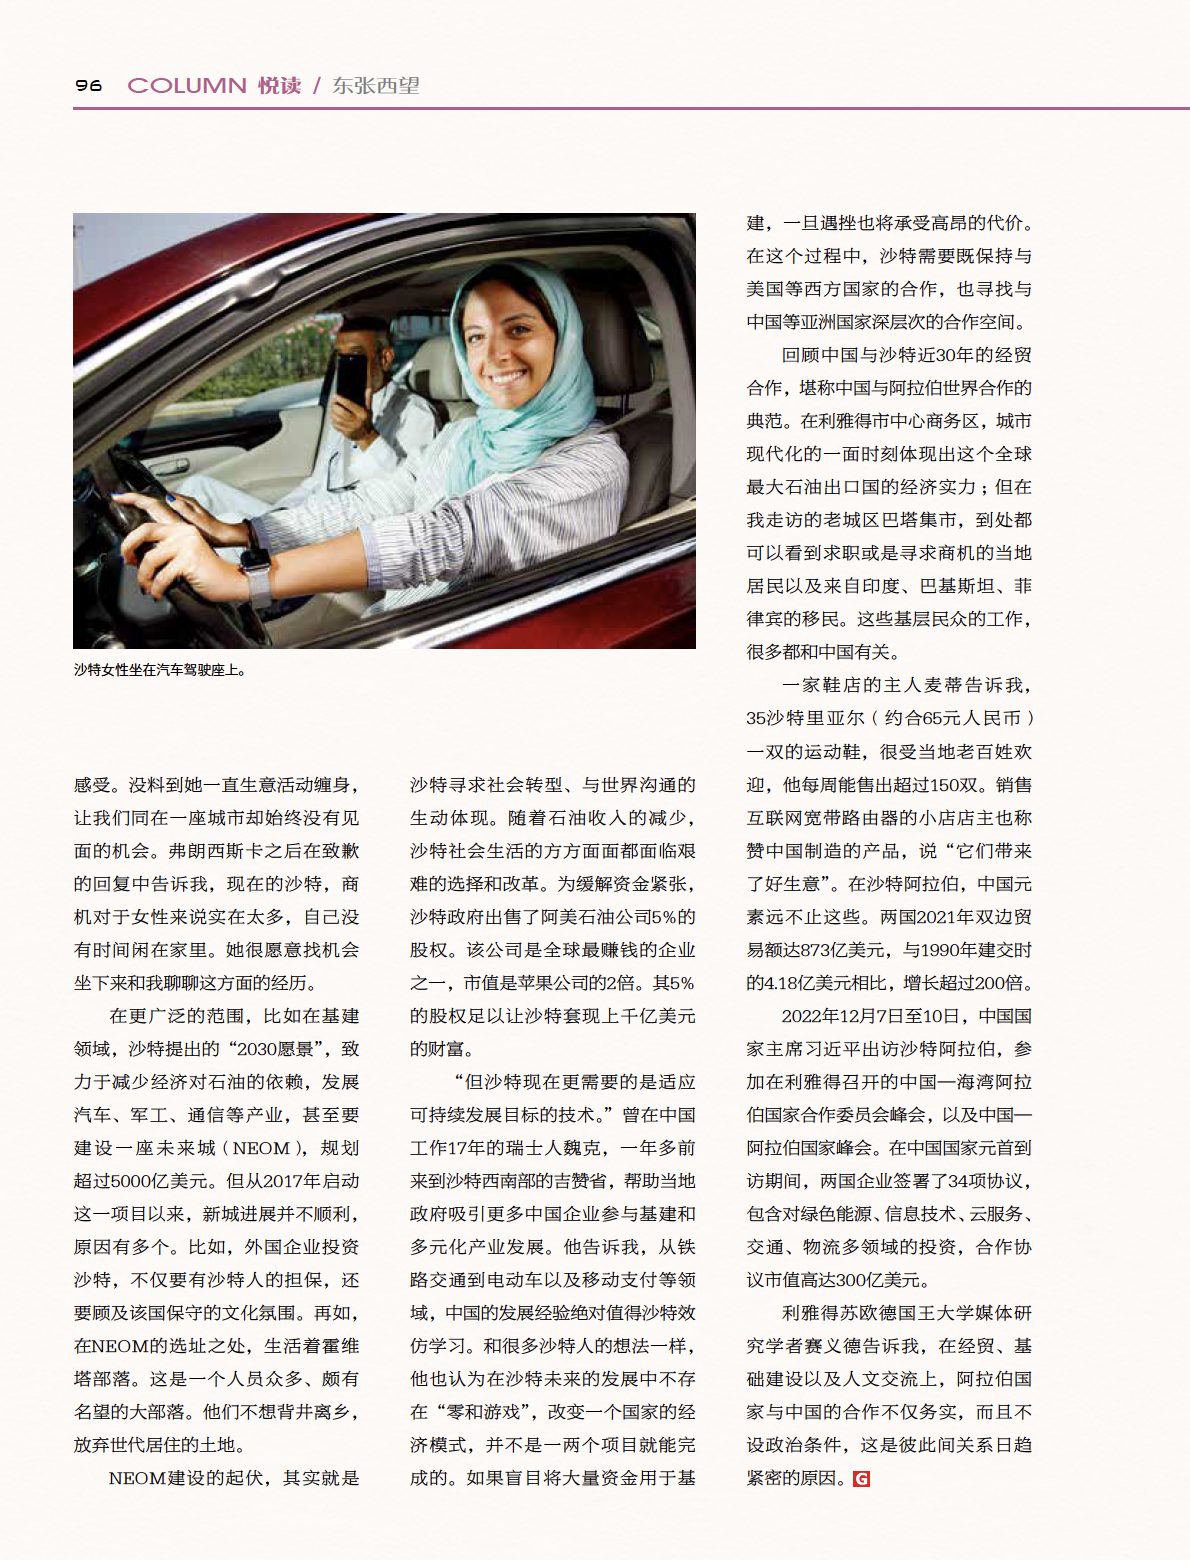 96 COLUMN 悦读 / 东张西望
沙特女性坐在汽车驾驶座上。
感受。没料到她一直生意活动缠身，
让我们同在一座城市却始终没有见
面的机会。弗朗西斯卡之后在致歉
的回复中告诉我，现在的沙特，商
机对于女性来说实在太多，自己没
有时间闲在家里。她很愿意找机会
坐下来和我聊聊这方面的经历。
在更广泛的范围，比如在基建
领域，沙特提出的“2030愿景”，致
力于减少经济对石油的依赖，发展
汽车、军工、通信等产业，甚至要
建设一座未来城（NEOM），规划
超过5000亿美元。但从2017年启动
这一项目以来，新城进展并不顺利，
原因有多个。比如，外国企业投资
沙特，不仅要有沙特人的担保，还
要顾及该国保守的文化氛围。再如，
在NEOM的选址之处，生活着霍维
塔部落。这是一个人员众多、颇有
名望的大部落。他们不想背井离乡，
放弃世代居住的土地。
NEOM建设的起伏，其实就是
沙特寻求社会转型、与世界沟通的
生动体现。随着石油收入的减少，
沙特社会生活的方方面面都面临艰
难的选择和改革。为缓解资金紧张，
沙特政府出售了阿美石油公司5%的
股权。该公司是全球最赚钱的企业
之一，市值是苹果公司的2倍。其5%
的股权足以让沙特套现上千亿美元
的财富。
“但沙特现在更需要的是适应
可持续发展目标的技术。”曾在中国
工作17年的瑞士人魏克，一年多前
来到沙特西南部的吉赞省，帮助当地
政府吸引更多中国企业参与基建和
多元化产业发展。他告诉我，从铁
路交通到电动车以及移动支付等领
域，中国的发展经验绝对值得沙特效
仿学习。和很多沙特人的想法一样，
他也认为在沙特未来的发展中不存
在“零和游戏”，改变一个国家的经
济模式，并不是一两个项目就能完
成的。如果盲目将大量资金用于基
建，一旦遇挫也将承受高昂的代价。
在这个过程中，沙特需要既保持与
美国等西方国家的合作，也寻找与
中国等亚洲国家深层次的合作空间。
回顾中国与沙特近30年的经贸
合作，堪称中国与阿拉伯世界合作的
典范。在利雅得市中心商务区，城市
现代化的一面时刻体现出这个全球
最大石油出口国的经济实力；但在
我走访的老城区巴塔集市，到处都
可以看到求职或是寻求商机的当地
居民以及来自印度、巴基斯坦、菲
律宾的移民。这些基层民众的工作，
很多都和中国有关。
一家鞋店的主人麦蒂告诉我，
35沙特里亚尔（约合65元人民币）
一双的运动鞋，很受当地老百姓欢
迎，他每周能售出超过150双。销售
互联网宽带路由器的小店店主也称
赞中国制造的产品，说“它们带来
了好生意”。在沙特阿拉伯，中国元
素远不止这些。两国2021年双边贸
易额达873亿美元，与1990年建交时
的4.18亿美元相比，增长超过200倍。
2022年12月7日至10日，中国国
家主席习近平出访沙特阿拉伯，参
加在利雅得召开的中国—海湾阿拉
伯国家合作委员会峰会，以及中国—
阿拉伯国家峰会。在中国国家元首到
访期间，两国企业签署了34项协议，
包含对绿色能源、信息技术、云服务、
交通、物流多领域的投资，合作协
议市值高达300亿美元。
利雅得苏欧德国王大学媒体研
究学者赛义德告诉我，在经贸、基
础建设以及人文交流上，阿拉伯国
家与中国的合作不仅务实，而且不
设政治条件，这是彼此间关系日趋
紧密的原因。G